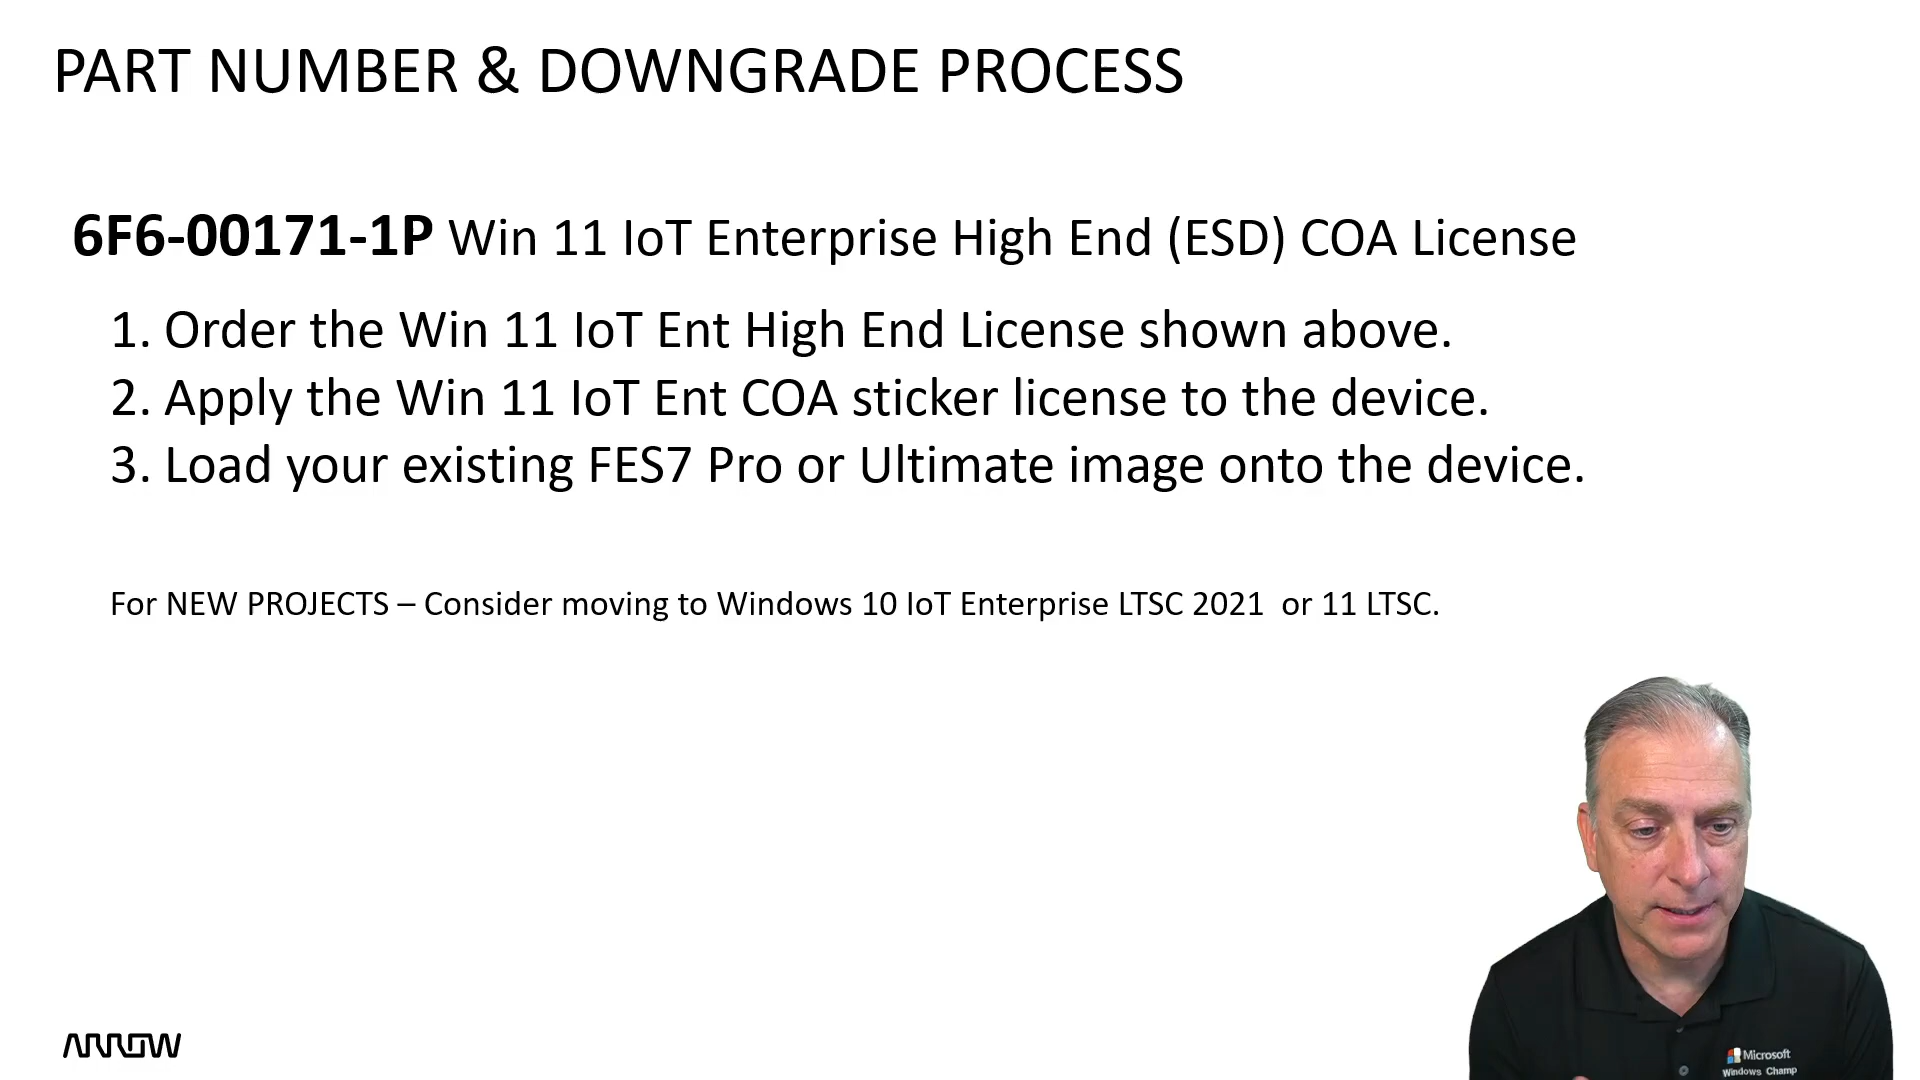 PART NUMBER & DOWNGRADE PROCESS
6F6-00171-1P Win 11 IoT Enterprise High End (ESD) COA License
1. Order the Win 11 IoT Ent High End License shown above.
2. Apply the Win 11 IoT Ent COA sticker license to the device.
3. Load your existing FES7 Pro or Ultimate image onto the device.
For NEW PROJECTS – Consider moving to Windows 10 IoT Enterprise LTSC 2021  or 11 LTSC.
ARROW
Microsoft
Windows Champ